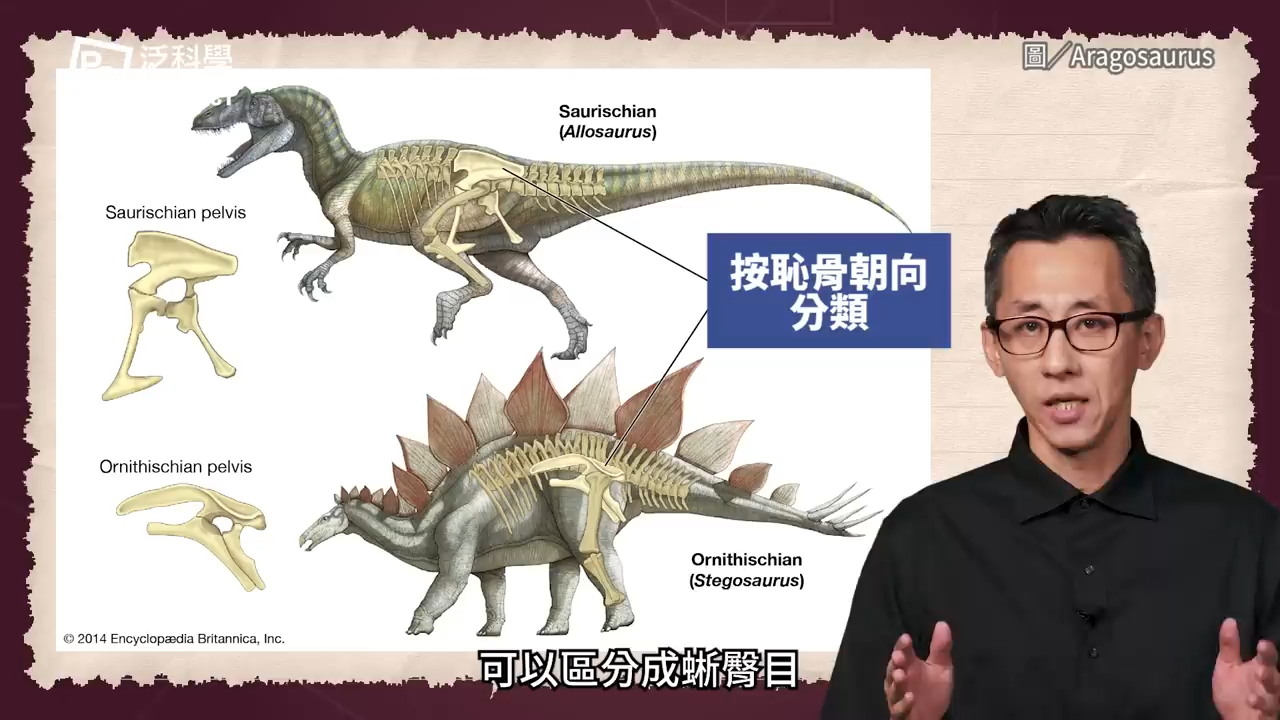 泛科學
圖／Aragosaurus
Saurischian
(Allosaurus)
Saurischian pelvis
按恥骨朝向
分類
Ornithischian pelvis
Ornithischian
(Stegosaurus)
© 2014 Encyclopædia Britannica, Inc.
可以區分成蜥臀目